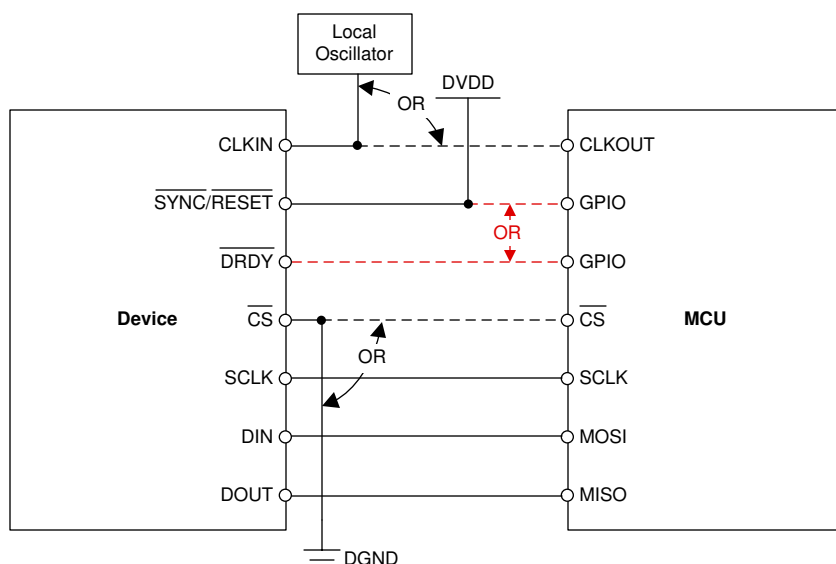 Local
Oscillator
DVDD
OR
CLKIN
CLKOUT
SYNC/RESET
GPIO
OR
DRDY
GPIO
Device
CS
CS
MCU
OR
SCLK
SCLK
DIN
MOSI
DOUT
MISO
DGND